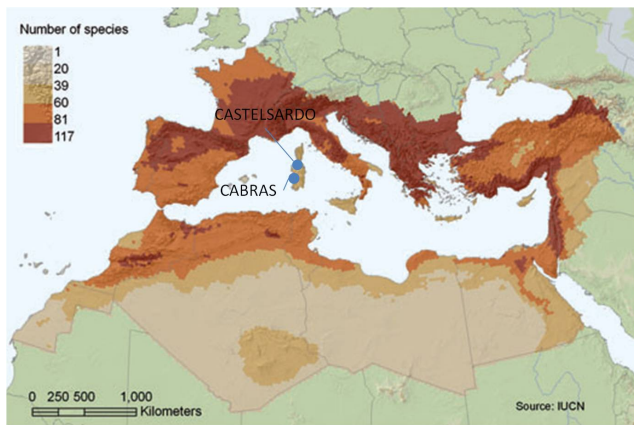 Number of species
1
20
39
60
81
117
CASTELSARDO
CABRAS
0 250 500 1,000
Kilometers
Source: IUCN